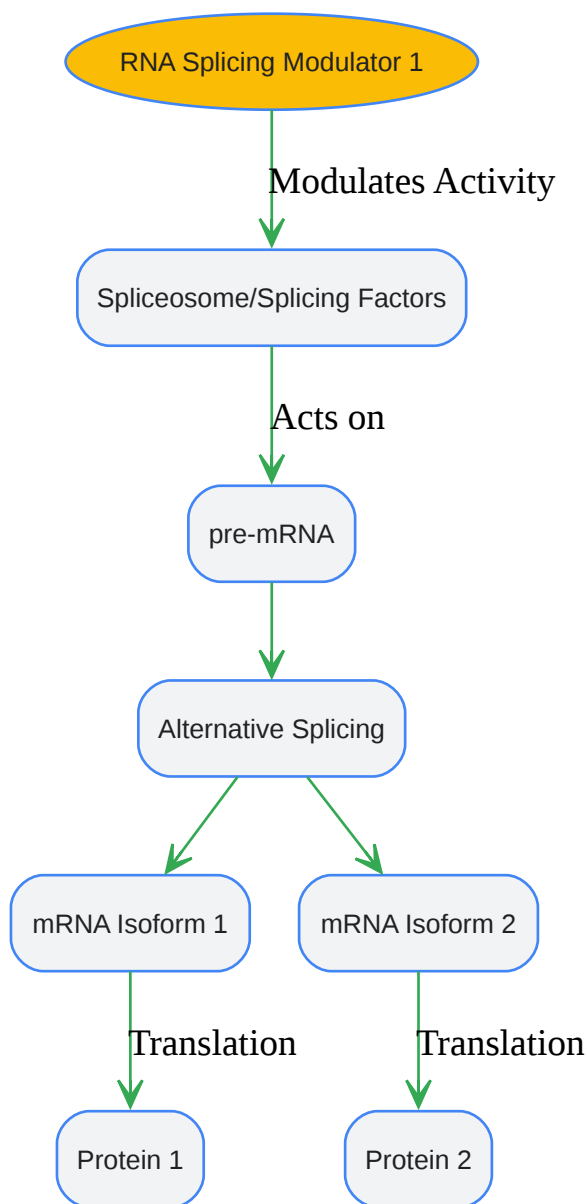 RNA Splicing Modulator 1
Modulates Activity
Spliceosome/Splicing Factors
Acts on
pre-mRNA
Alternative Splicing
mRNA Isoform 1
mRNA Isoform 2
Translation
Translation
Protein 1
Protein 2